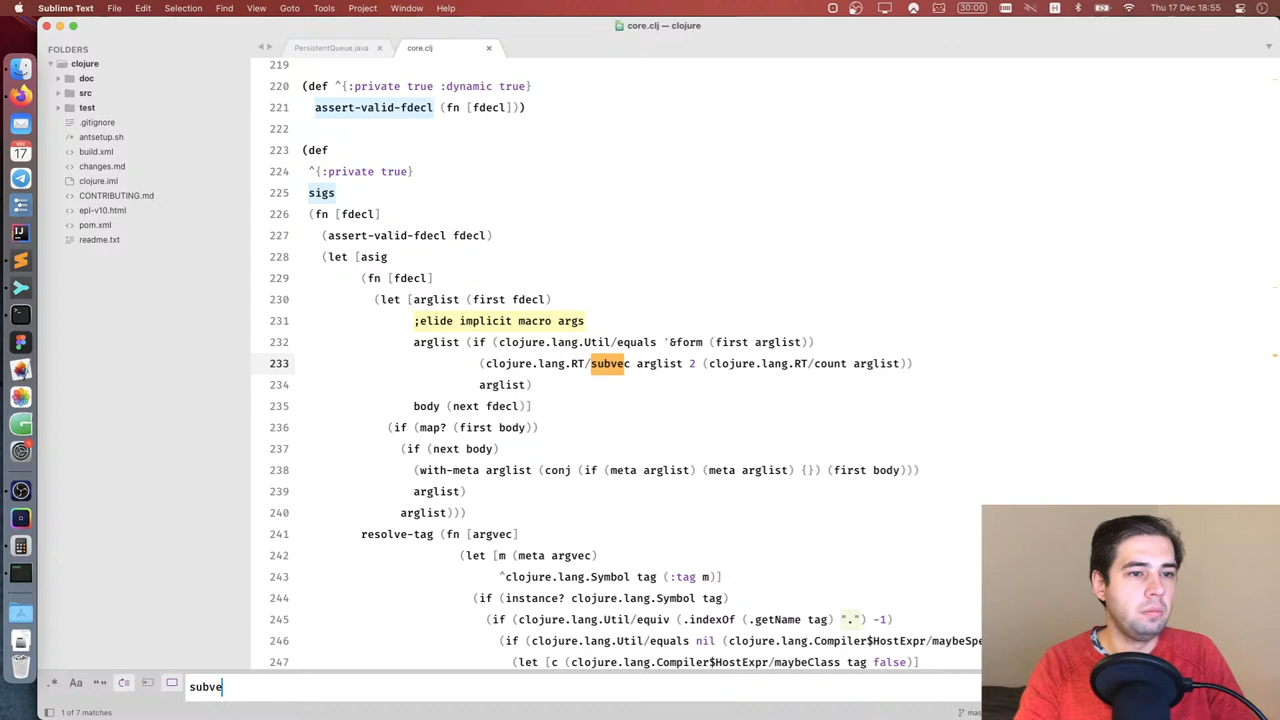 Sublime Text File Edit Selection Find View Goto Tools Project Window Help 30:00 Thu 17 Dec 18:55
core.clj — clojure
FOLDERS
clojure
doc
src
test
.gitignore
antsetup.sh
build.xml
changes.md
clojure.iml
CONTRIBUTING.md
epl-v10.html
pom.xml
readme.txt
PersistentQueue.java × core.clj ×
219
220 (def ^{:private true :dynamic true}
221 assert-valid-fdecl (fn [fdecl]))
222
223 (def
224 ^{:private true}
225 sigs
226 (fn [fdecl]
227 (assert-valid-fdecl fdecl)
228 (let [asig
229 (fn [fdecl]
230 (let [arglist (first fdecl)
231 ;elide implicit macro args
232 arglist (if (clojure.lang.Util/equals '&form (first arglist))
233 (clojure.lang.RT/subvec arglist 2 (clojure.lang.RT/count arglist))
234 arglist)
235 body (next fdecl)]
236 (if (map? (first body))
237 (if (next body)
238 (with-meta arglist (conj (if (meta arglist) (meta arglist) {}) (first body)))
239 arglist)
240 arglist)))
241 resolve-tag (fn [argvec]
242 (let [m (meta argvec)
243 ^clojure.lang.Symbol tag (:tag m)]
244 (if (instance? clojure.lang.Symbol tag)
245 (if (clojure.lang.Util/equiv (.indexOf (.getName tag) ".") -1)
246 (if (clojure.lang.Util/equals nil (clojure.lang.Compiler$HostExpr/maybeSpe
247 (let [c (clojure.lang.Compiler$HostExpr/maybeClass tag false)]
.* Aa “” subve
1 of 7 matches mas